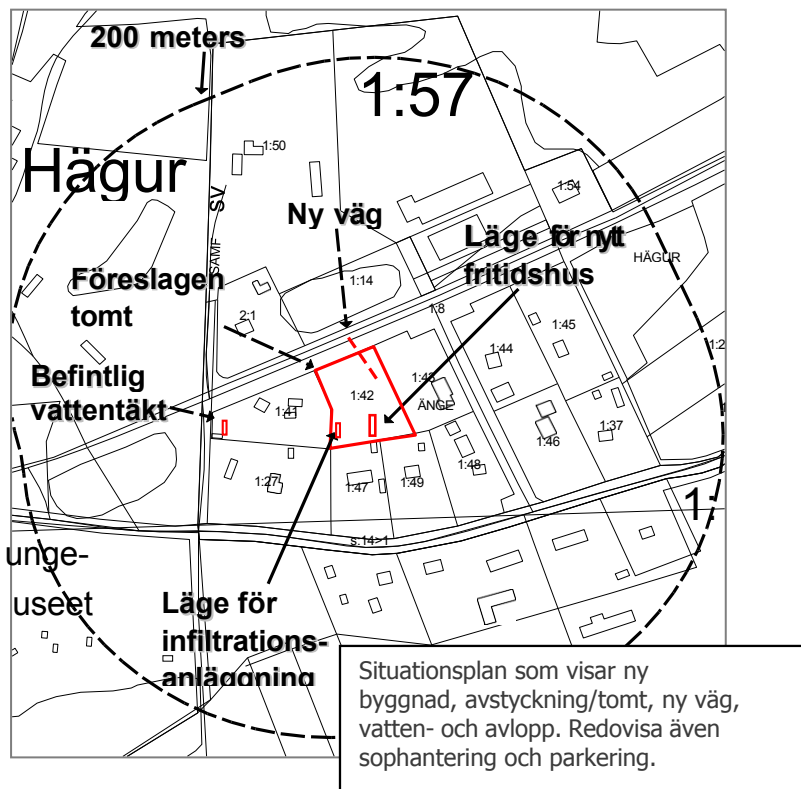 200 meters
1:57
Hägur
1:50
SV
SAMF
Ny väg
1:54
Läge för nytt
fritidshus
HÄGUR
Föreslagen
tomt
1:14
1:8
2:1
1:45
1:44
1:2
Befintlig
vattentäkt
1:43
1:42
1:41
ÄNGE
1:46
1:37
1:48
1:27
1:47
1:49
1:
s:14>1
unge-
useet
Läge för
infiltrations-
anläggning
Situationsplan som visar ny
byggnad, avstyckning/tomt, ny väg,
vatten- och avlopp. Redovisa även
sophantering och parkering.